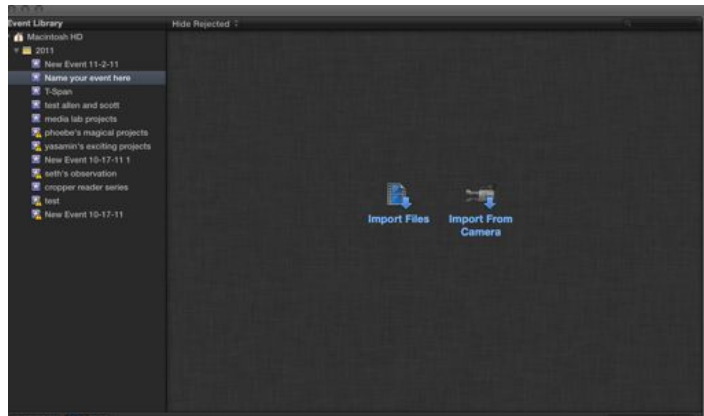 Event Library
Hide Rejected
Macintosh HD
2011
New Event 11-2-11
Name your event here
T-Span
test allen and scott
media lab projects
phoebe's magical projects
yasamin's exciting projects
New Event 10-17-11 1
seth's observation
cropper reader series
test
New Event 10-17-11
Import Files
Import From
Camera